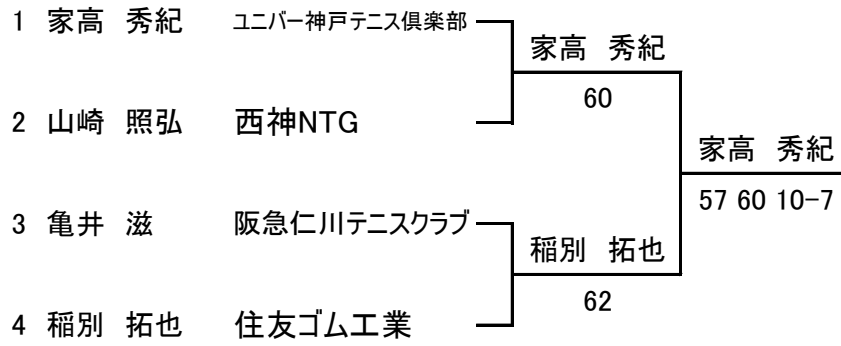 1 家高 秀紀 ユニバー神戸テニス倶楽部
家高 秀紀
60
2 山崎 照弘 西神NTG
家高 秀紀
57 60 10-7
3 亀井 滋 阪急仁川テニスクラブ
稲別 拓也
62
4 稲別 拓也 住友ゴム工業